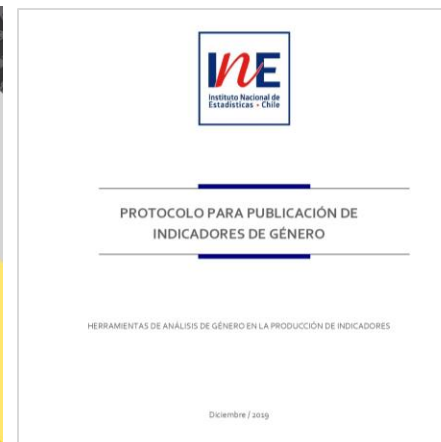 INE
Instituto Nacional de
Estadísticas • Chile
PROTOCOLO PARA PUBLICACIÓN DE
INDICADORES DE GÉNERO
HERRAMIENTAS DE ANÁLISIS DE GÉNERO EN LA PRODUCCIÓN DE INDICADORES
Diciembre / 2019